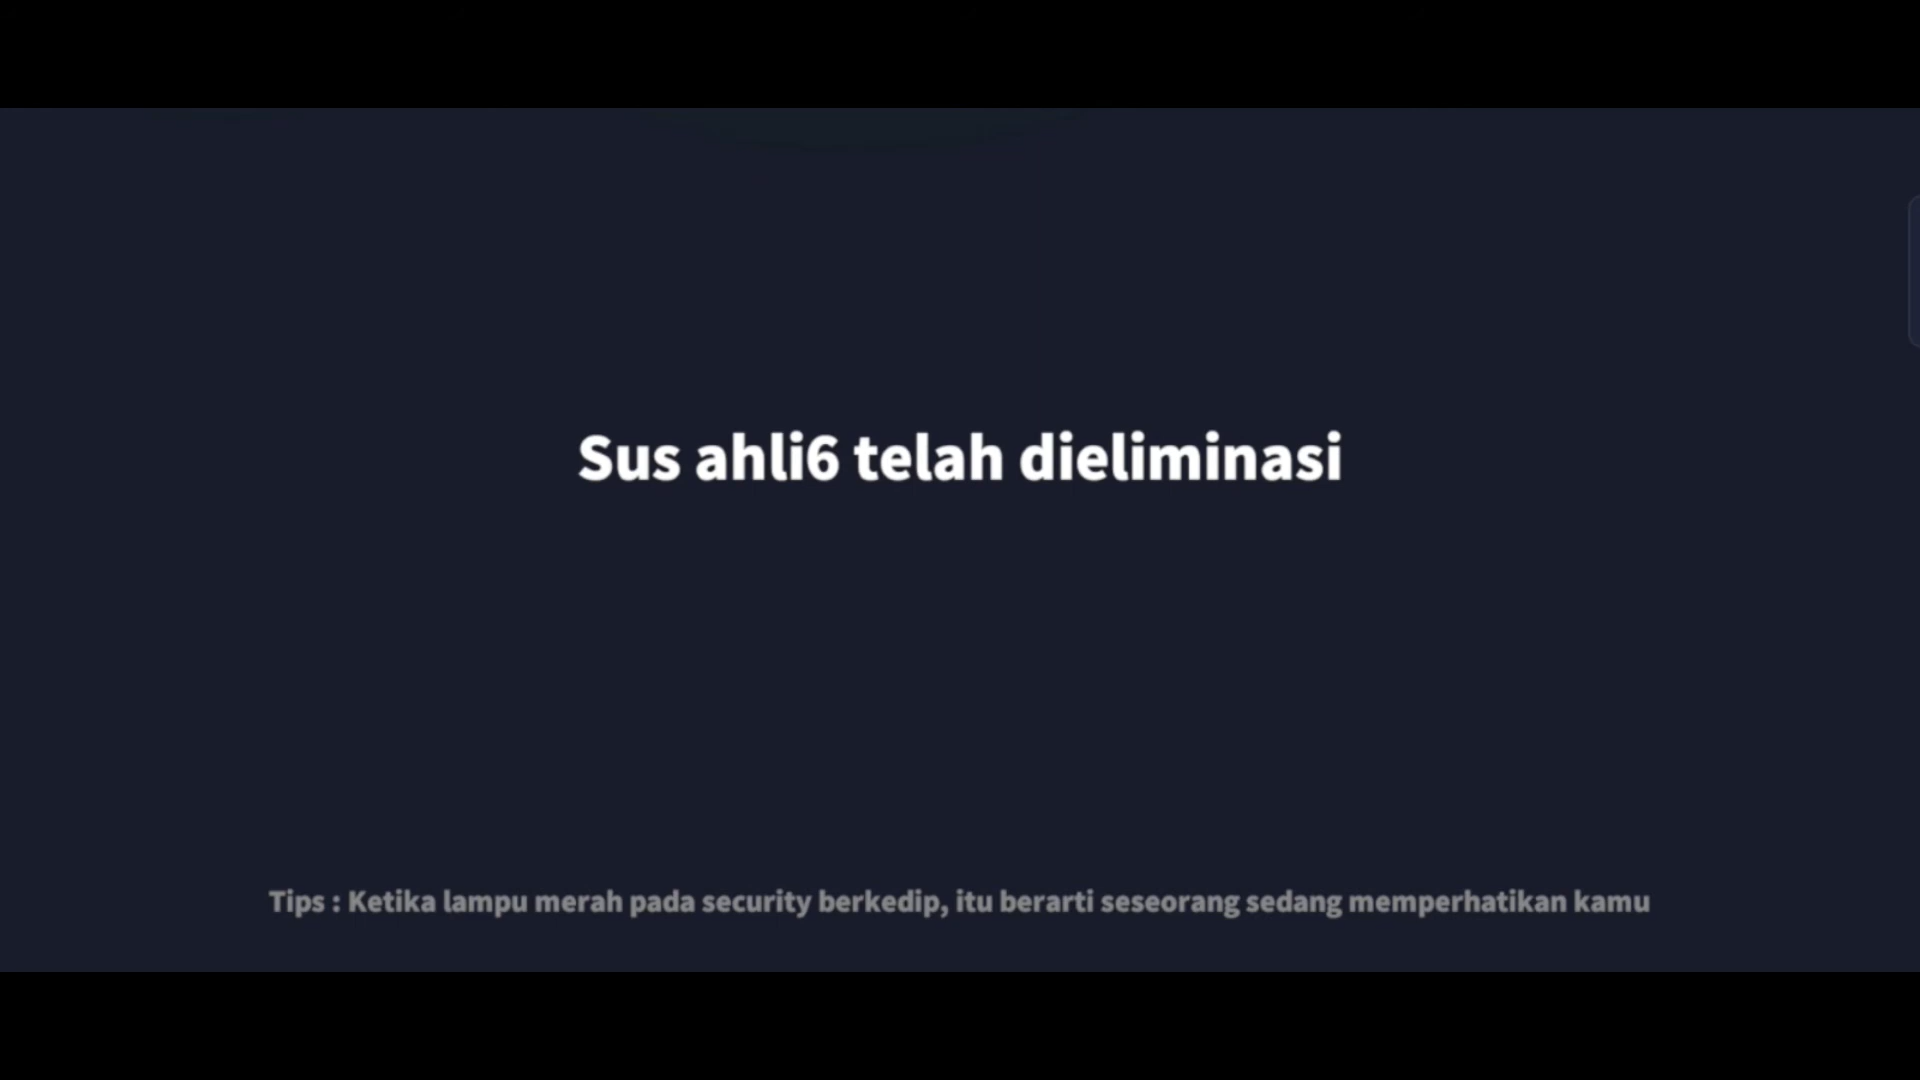 Sus ahli6 telah dieliminasi
Tips : Ketika lampu merah pada security berkedip, itu berarti seseorang sedang memperhatikan kamu